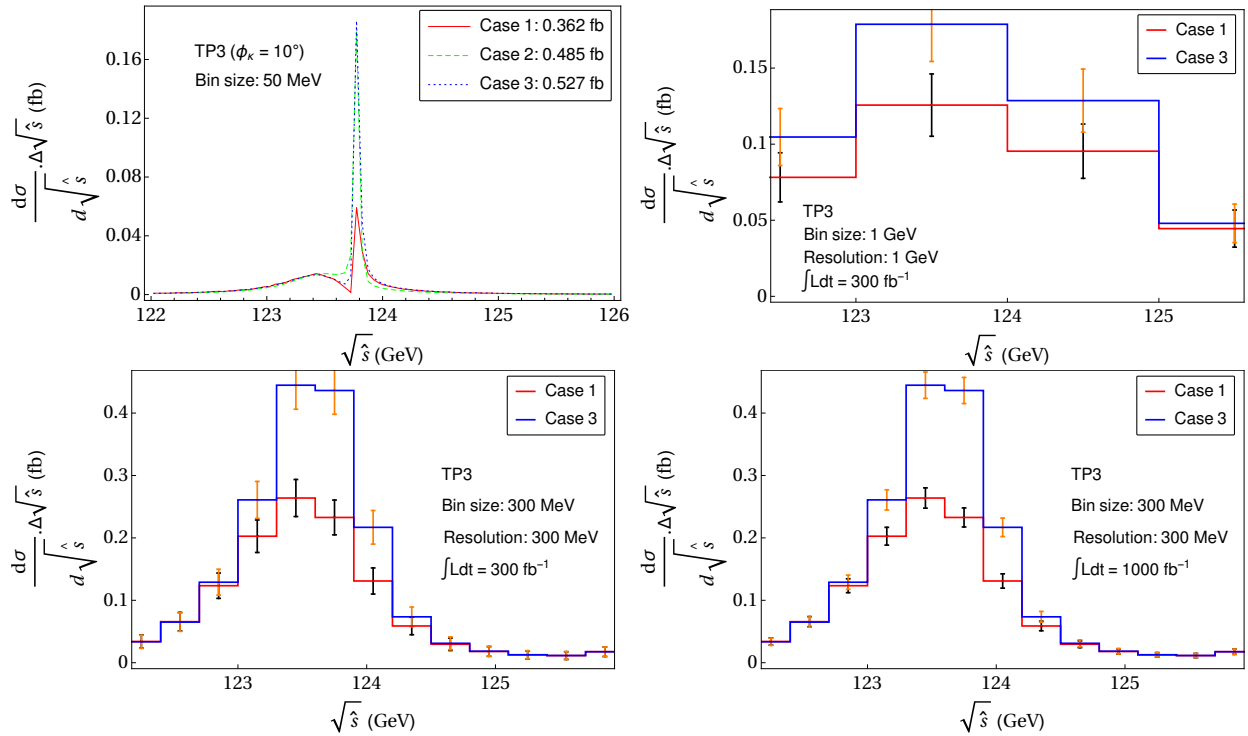 TP3 (ϕκ = 10°)
Bin size: 50 MeV
Case 1: 0.362 fb
Case 2: 0.485 fb
Case 3: 0.527 fb
0.16
0.12
0.08
0.04
0
122
123
124
125
126
√ŝ (GeV)
dσ/d√ŝ .Δ√ŝ (fb)
Case 1
Case 3
TP3
Bin size: 1 GeV
Resolution: 1 GeV
∫Ldt = 300 fb⁻¹
0.15
0.1
0.05
0
123
124
125
√ŝ (GeV)
dσ/d√ŝ .Δ√ŝ (fb)
Case 1
Case 3
TP3
Bin size: 300 MeV
Resolution: 300 MeV
∫Ldt = 300 fb⁻¹
0.4
0.3
0.2
0.1
0
123
124
125
√ŝ (GeV)
dσ/d√ŝ .Δ√ŝ (fb)
Case 1
Case 3
TP3
Bin size: 300 MeV
Resolution: 300 MeV
∫Ldt = 1000 fb⁻¹
0.4
0.3
0.2
0.1
0
123
124
125
√ŝ (GeV)
dσ/d√ŝ .Δ√ŝ (fb)